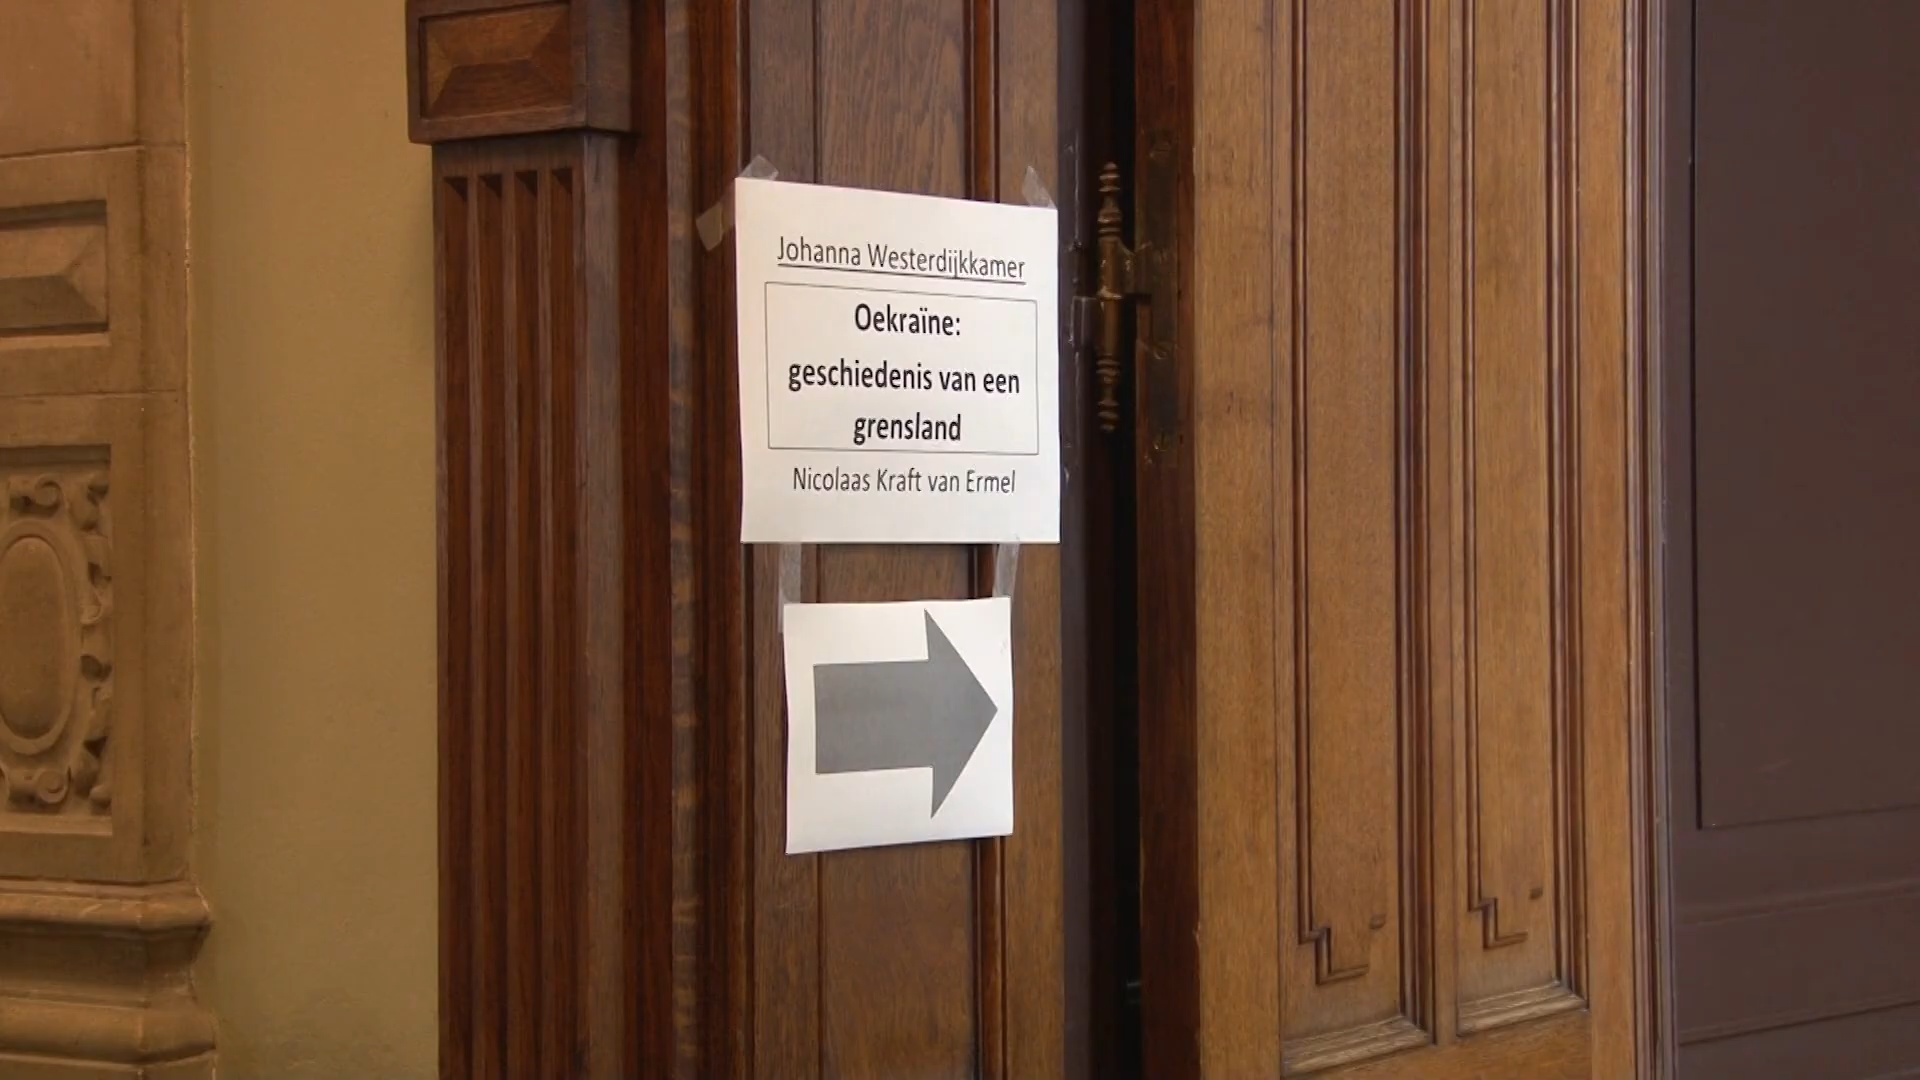 Johanna Westerdijkkamer
Oekraïne:
geschiedenis van een
grensland
Nicolaas Kraft van Ermel